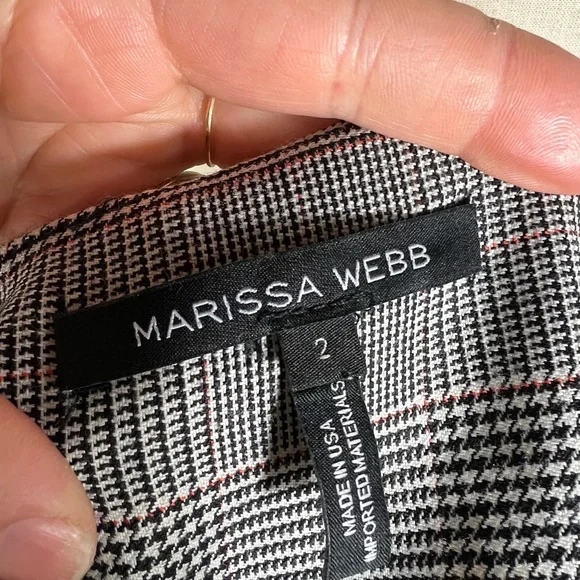 MARISSA WEBB
2
MADE IN USA
IMPORTED MATERIALS